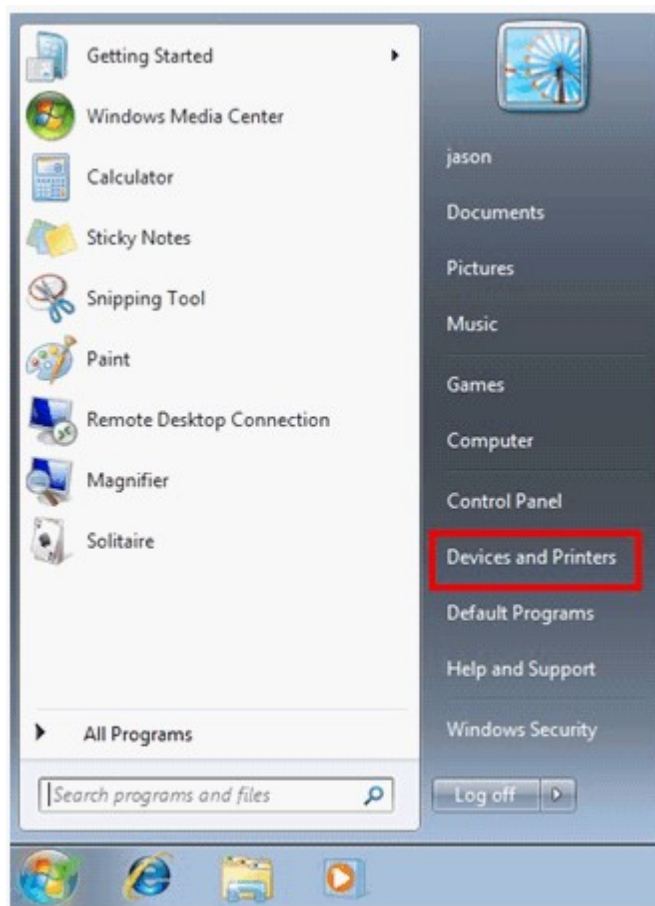 Getting Started
Windows Media Center
Calculator
Sticky Notes
Snipping Tool
Paint
Remote Desktop Connection
Magnifier
Solitaire
All Programs
Search programs and files
jason
Documents
Pictures
Music
Games
Computer
Control Panel
Devices and Printers
Default Programs
Help and Support
Windows Security
Log off